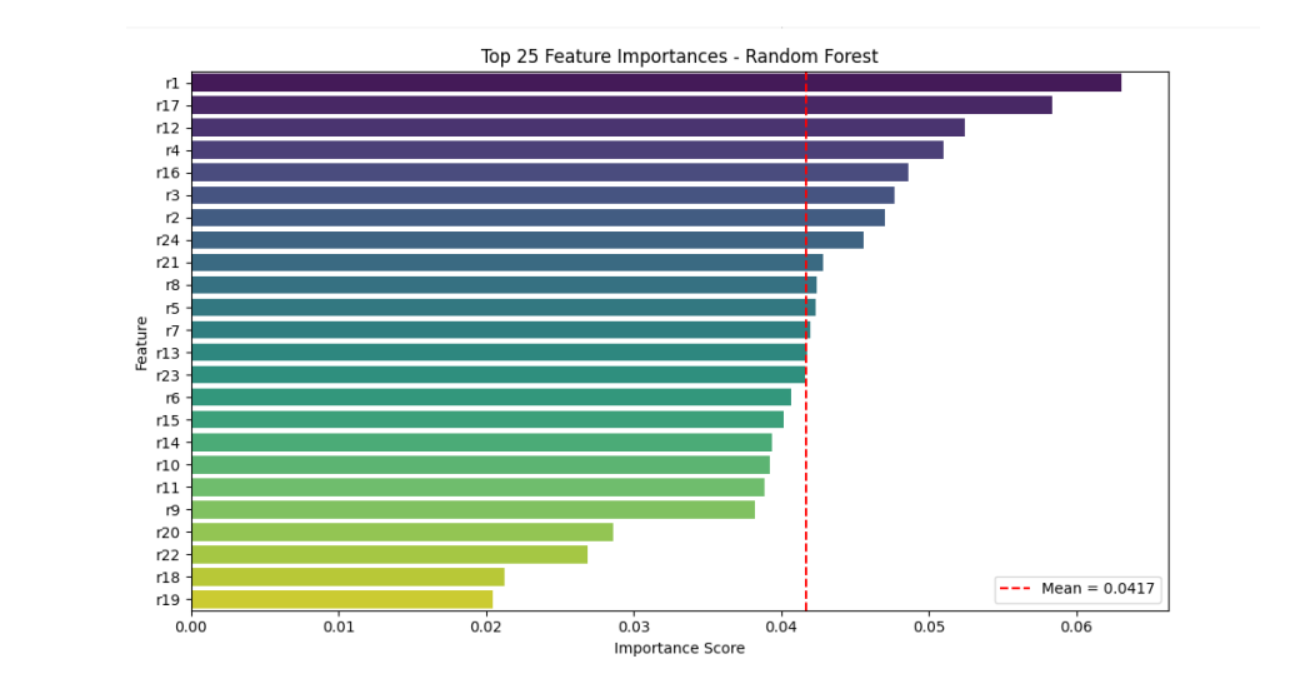 Top 25 Feature Importances - Random Forest
r1
r17
r12
r4
r16
r3
r2
r24
r21
r8
r5
r7
r13
r23
r6
r15
r14
r10
r11
r9
r20
r22
r18
r19
Feature
Mean = 0.0417
0.00 0.01 0.02 0.03 0.04 0.05 0.06
Importance Score